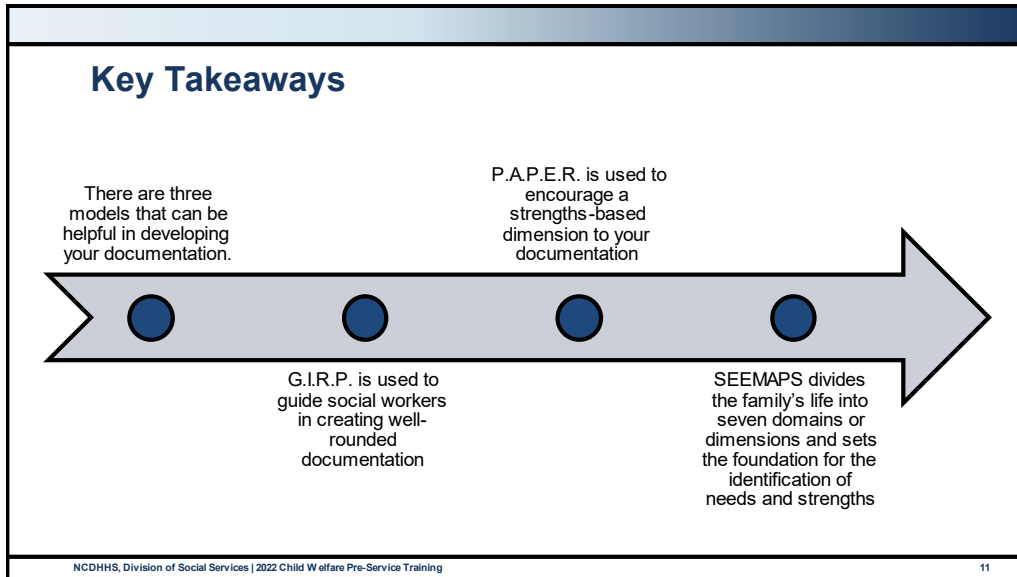 Key Takeaways
There are three
models that can be
helpful in developing
your documentation.
G.I.R.P. is used to
guide social workers
in creating well-
rounded
documentation
P.A.P.E.R. is used to
encourage a
strengths-based
dimension to your
documentation
SEEMAPS divides
the family’s life into
seven domains or
dimensions and sets
the foundation for the
identification of
needs and strengths
NCDHHS, Division of Social Services | 2022 Child Welfare Pre-Service Training
11